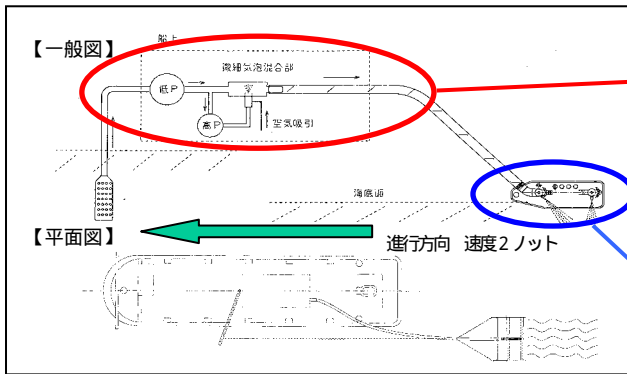 【一般図】
船上
微細気泡混合部
低P
高P
空気吸引
海底面
【平面図】
進行方向 速度2ノット